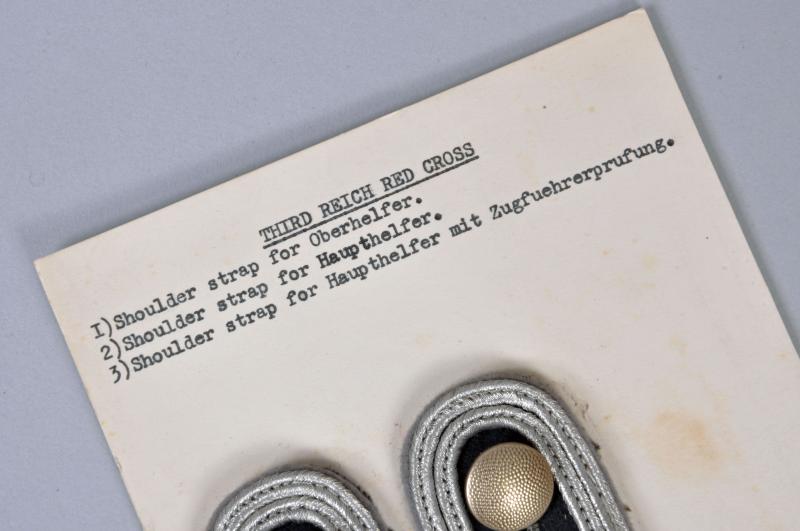 THIRD REICH RED CROSS
1)Shoulder strap for Oberhelfer.
2)Shoulder strap for Haupthelfer.
3)Shoulder strap for Haupthelfer mit Zugfuehrerprufung.